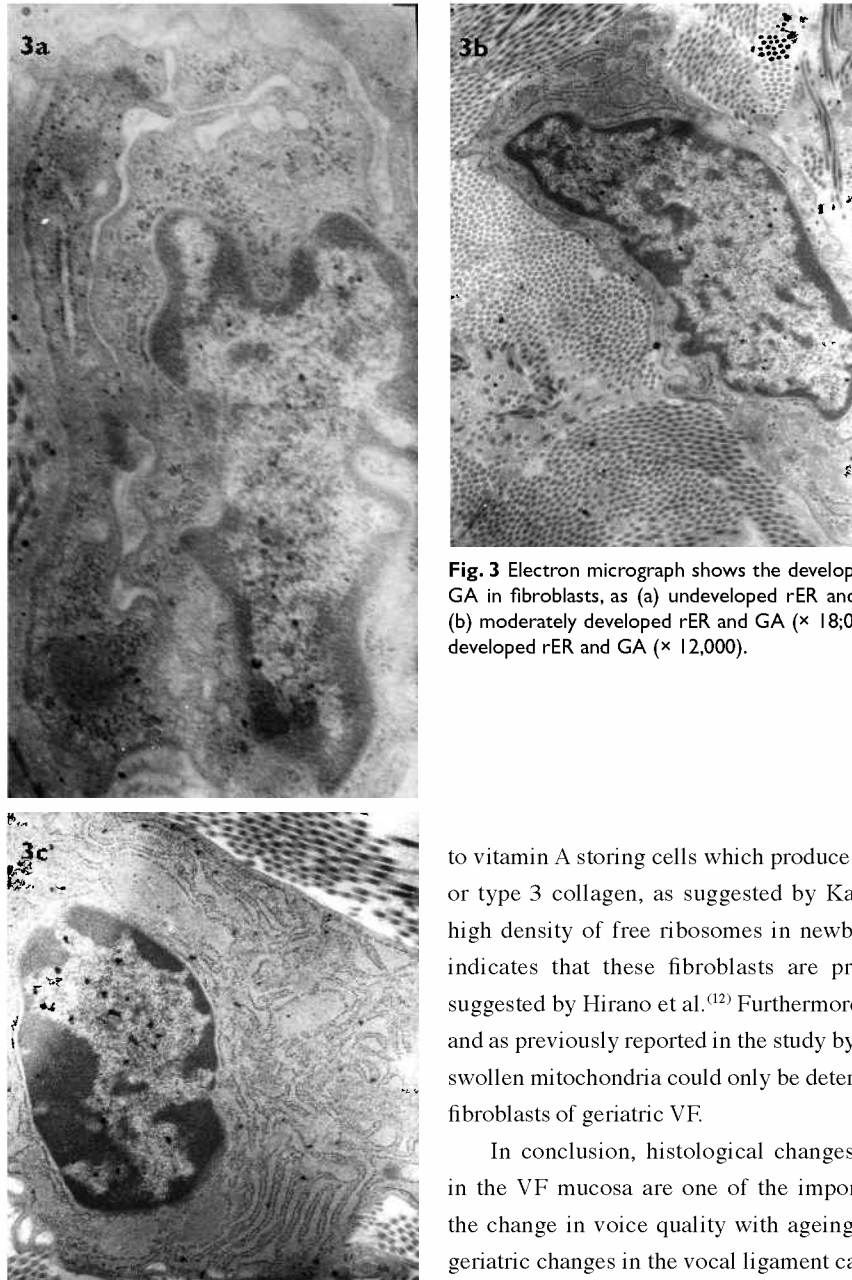 3a
3b
Fig. 3 Electron micrograph shows the develop
GA in fibroblasts, as (a) undeveloped rER and
(b) moderately developed rER and GA (× 18;0
developed rER and GA (× 12,000).
3c
to vitamin A storing cells which produce
or type 3 collagen, as suggested by Ka
high density of free ribosomes in newb
indicates that these fibroblasts are pr
suggested by Hirano et al.(12) Furthermore
and as previously reported in the study by
swollen mitochondria could only be deter
fibroblasts of geriatric VF.
In conclusion, histological changes
in the VF mucosa are one of the impor
the change in voice quality with ageing
geriatric changes in the vocal ligament ca